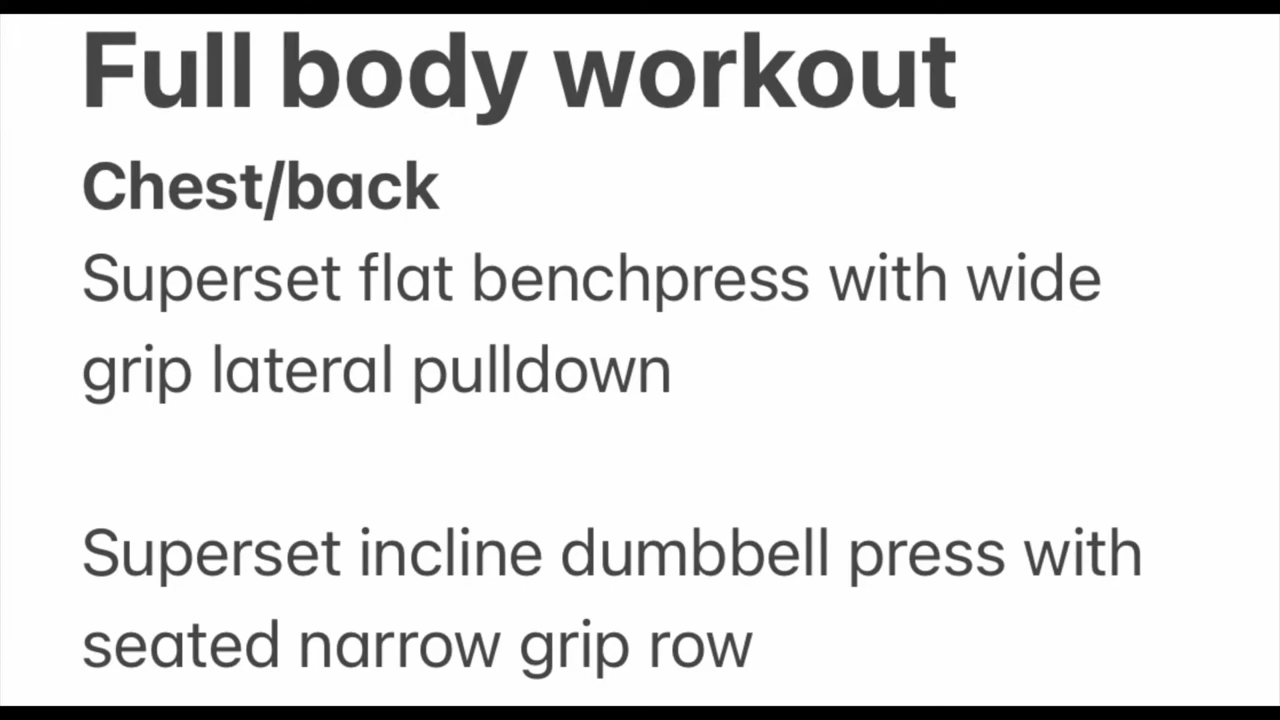 Full body workout
Chest/back
Superset flat benchpress with wide
grip lateral pulldown
Superset incline dumbbell press with
seated narrow grip row